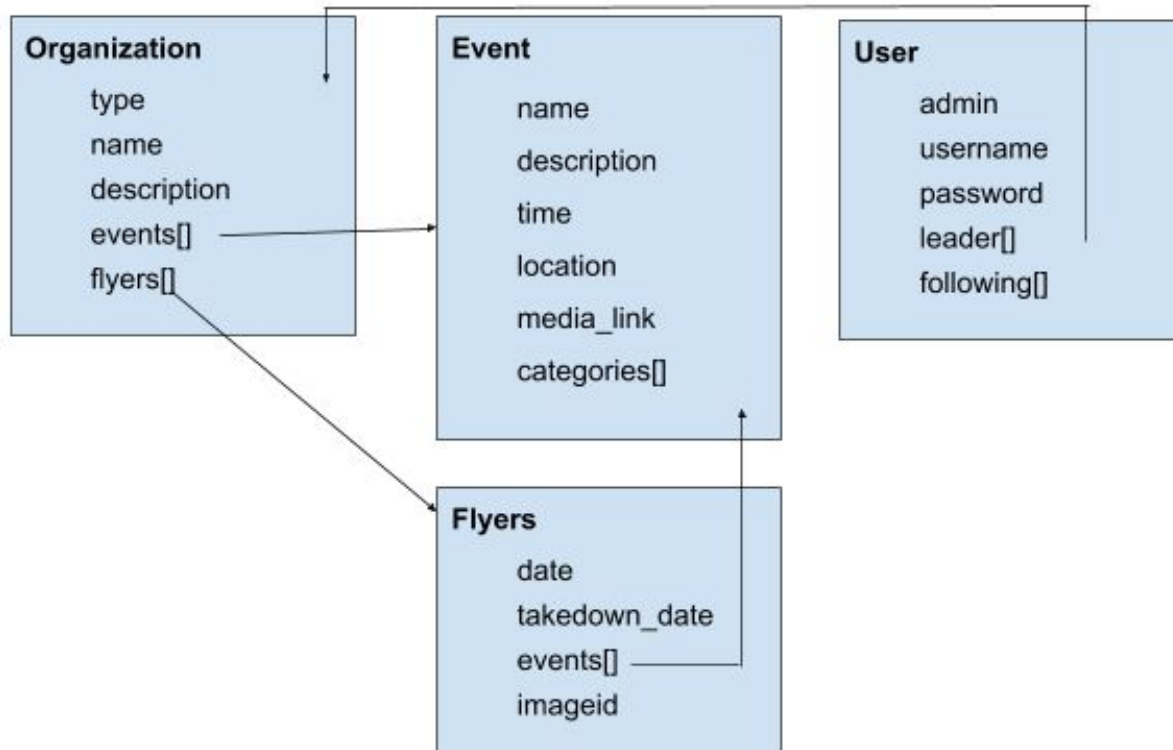 Organization
type
name
description
events[]
flyers[]
Event
name
description
time
location
media_link
categories[]
User
admin
username
password
leader[]
following[]
Flyers
date
takedown_date
events[]
imageid